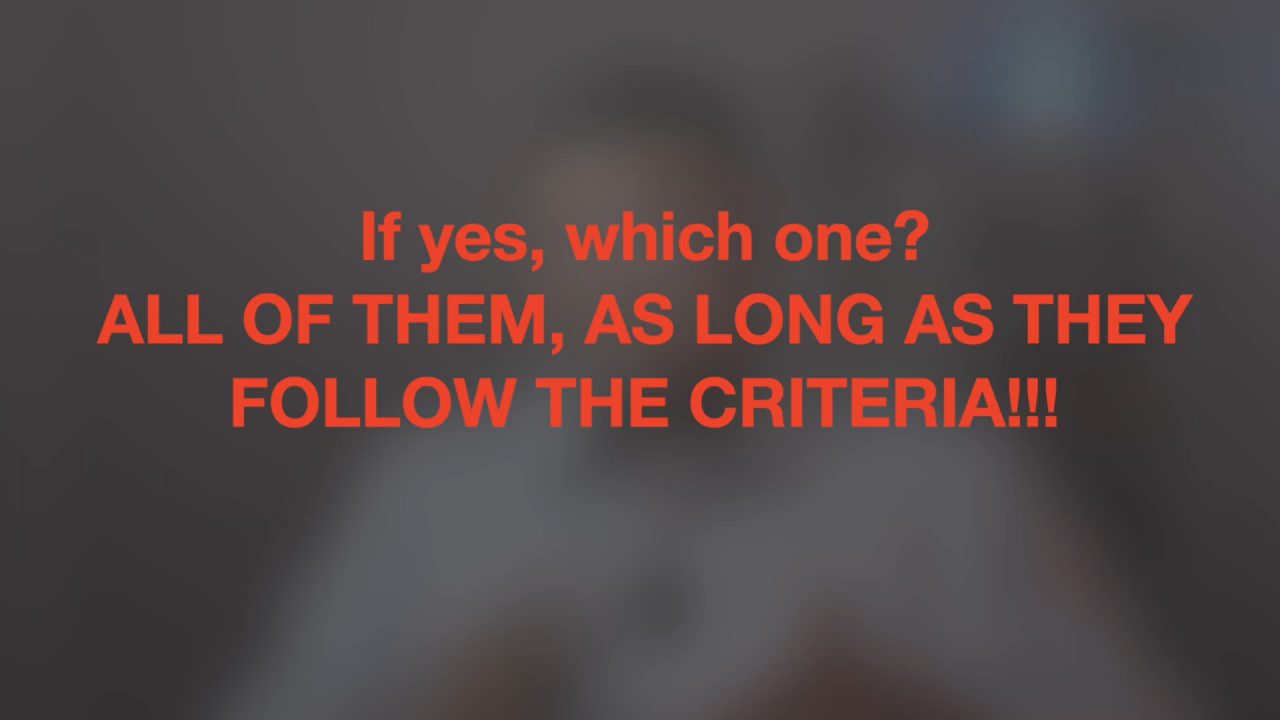 If yes, which one?
ALL OF THEM, AS LONG AS THEY
FOLLOW THE CRITERIA!!!